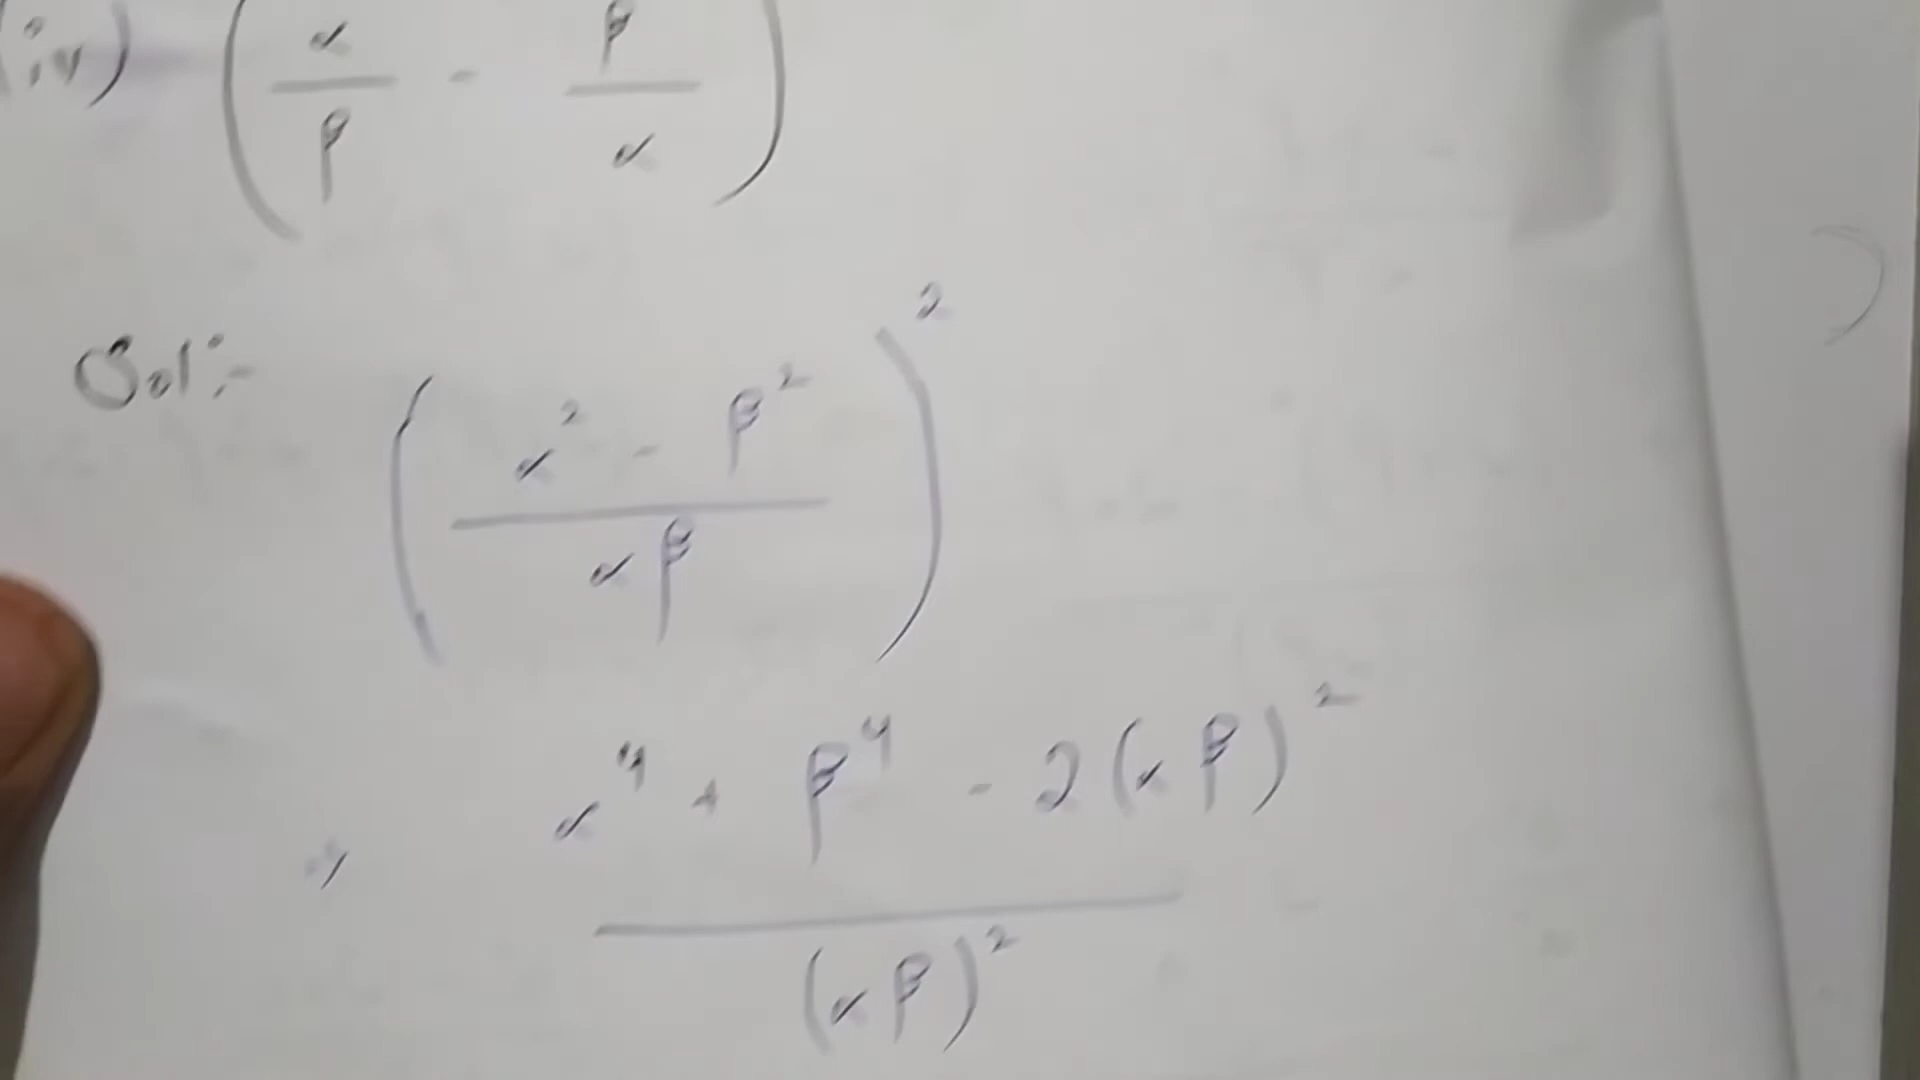 (iv) (α/β - β/α)
Sol:- ((α² - β²)/(αβ))²
⇒ (α⁴ + β⁴ - 2(αβ)²)/((αβ)²)